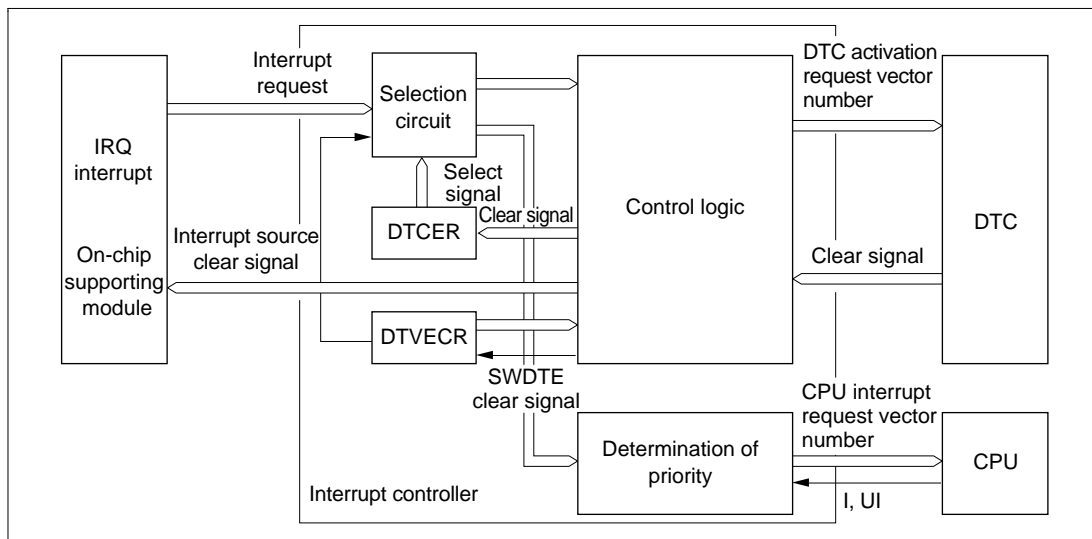 Interrupt
request
IRQ
interrupt
On-chip
supporting
module
Selection
circuit
Select
signal
DTCER
Clear signal
Interrupt source
clear signal
DTVECR
SWDTE
clear signal
Control logic
DTC activation
request vector
number
DTC
Clear signal
CPU interrupt
request vector
number
Determination of
priority
CPU
I, UI
Interrupt controller